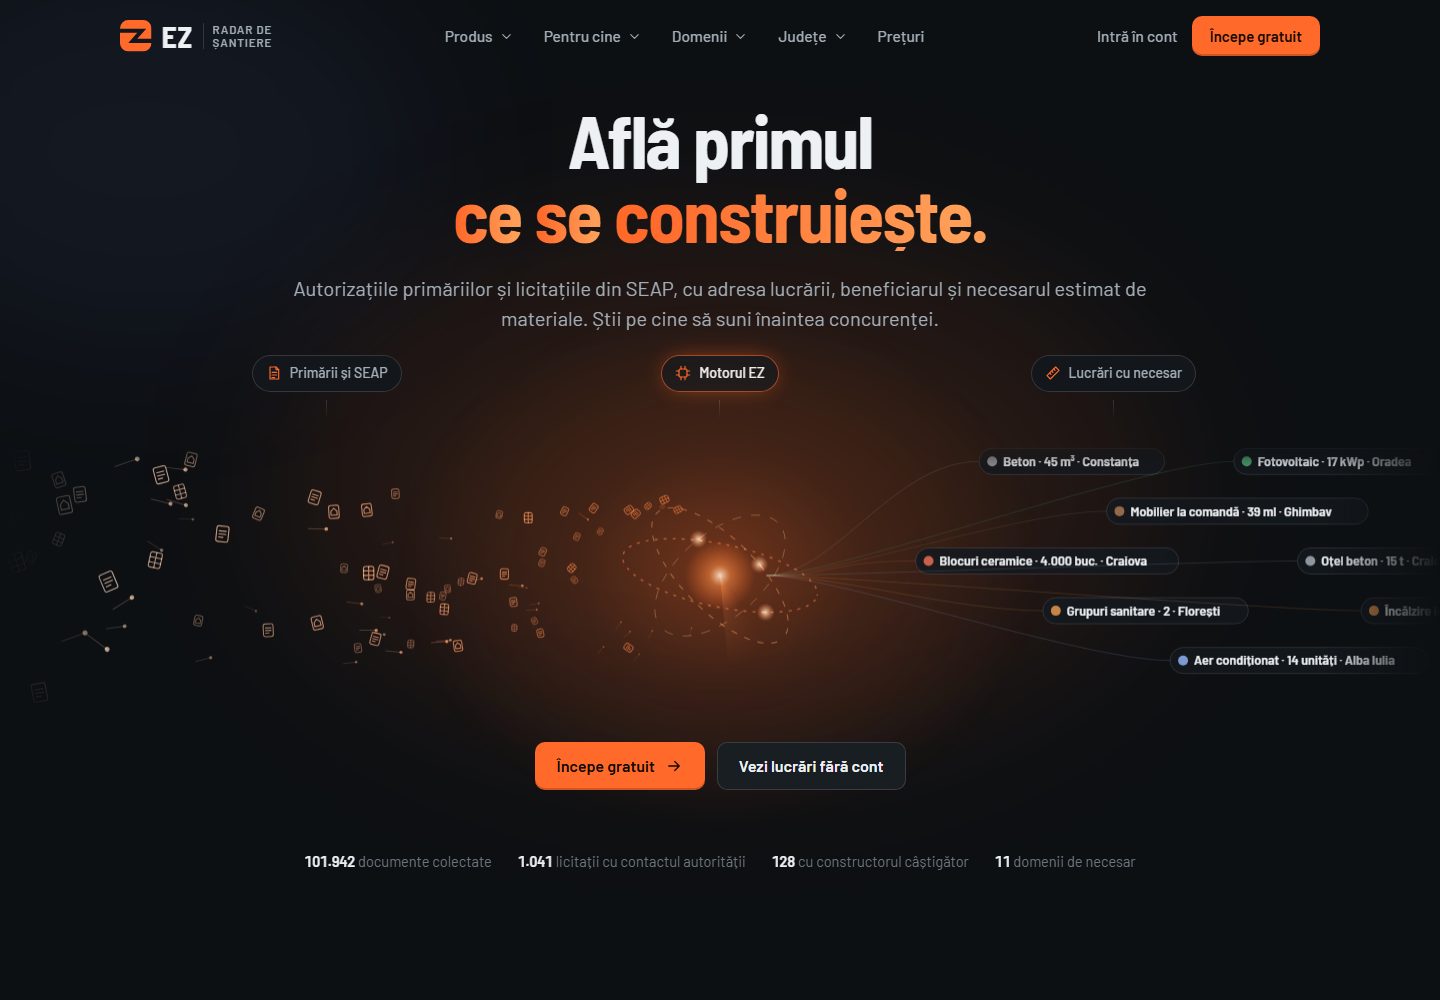 EZ
RADAR DE
ȘANTIERE
Produs
Pentru cine
Domenii
Județe
Prețuri
Intră în cont
Începe gratuit
Află primul
ce se construiește.
Autorizațiile primăriilor și licitațiile din SEAP, cu adresa lucrării, beneficiarul și necesarul estimat de
materiale. Știi pe cine să suni înaintea concurenței.
Primării și SEAP
Motorul EZ
Lucrări cu necesar
Beton · 45 m³ · Constanța
Fotovoltaic · 17 kWp · Oradea
Mobilier la comandă · 39 ml · Ghimbav
Blocuri ceramice · 4.000 buc. · Craiova
Oțel beton · 15 t ·
Grupuri sanitare · 2 · Florești
Încălzire
Aer condiționat · 14 unități · Alba Iulia
Începe gratuit
Vezi lucrări fără cont
101.942 documente colectate
1.041 licitații cu contactul autorității
128 cu constructorul câștigător
11 domenii de necesar